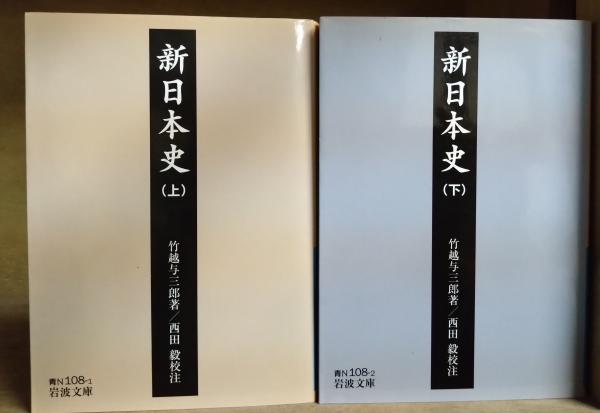 新日本史
(上)
竹越与三郎著/西田 毅校注
青N108-1
岩波文庫
新日本史
(下)
竹越与三郎著/西田 毅校注
青N108-2
岩波文庫